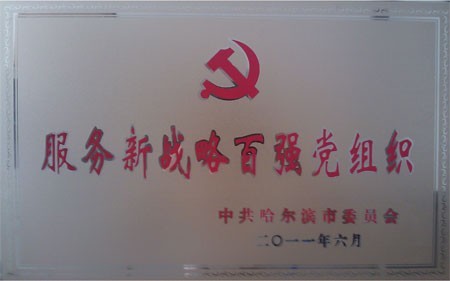 服务新战略百强党组织
中共哈尔滨市委员会
二〇一一年六月